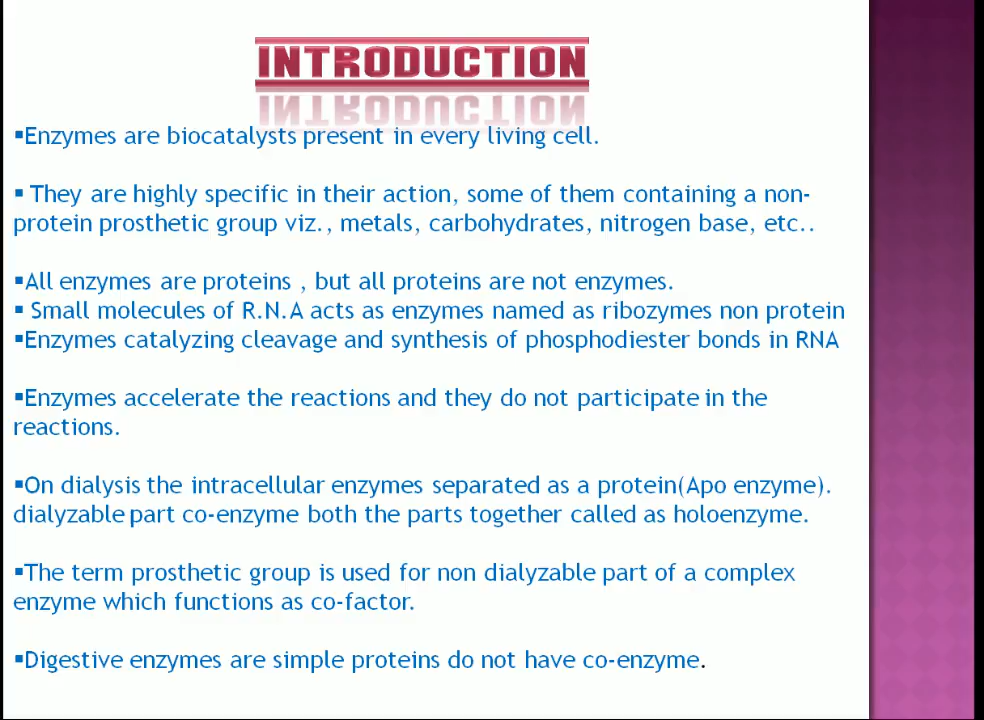 INTRODUCTION
▪Enzymes are biocatalysts present in every living cell.
▪ They are highly specific in their action, some of them containing a non-
protein prosthetic group viz., metals, carbohydrates, nitrogen base, etc..
▪All enzymes are proteins , but all proteins are not enzymes.
▪ Small molecules of R.N.A acts as enzymes named as ribozymes non protein
▪Enzymes catalyzing cleavage and synthesis of phosphodiester bonds in RNA
▪Enzymes accelerate the reactions and they do not participate in the
reactions.
▪On dialysis the intracellular enzymes separated as a protein(Apo enzyme).
dialyzable part co-enzyme both the parts together called as holoenzyme.
▪The term prosthetic group is used for non dialyzable part of a complex
enzyme which functions as co-factor.
▪Digestive enzymes are simple proteins do not have co-enzyme.